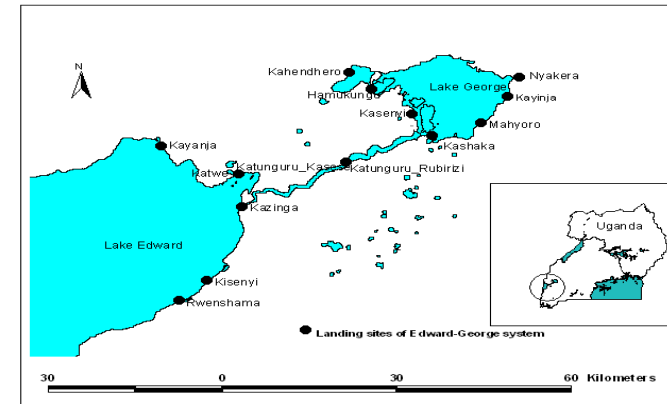 N
Kahendhero
Nyakera
Lake George
Hamukungu
Kayinja
Kasenyi
Mahyoro
Kashaka
Kayanja
Katunguru_Kasese
Katunguru_Rubirizi
Katwe
Kazinga
Uganda
Lake Edward
Kisenyi
Rwenshama
Landing sites of Edward-George system
30 0 30 60 Kilometers